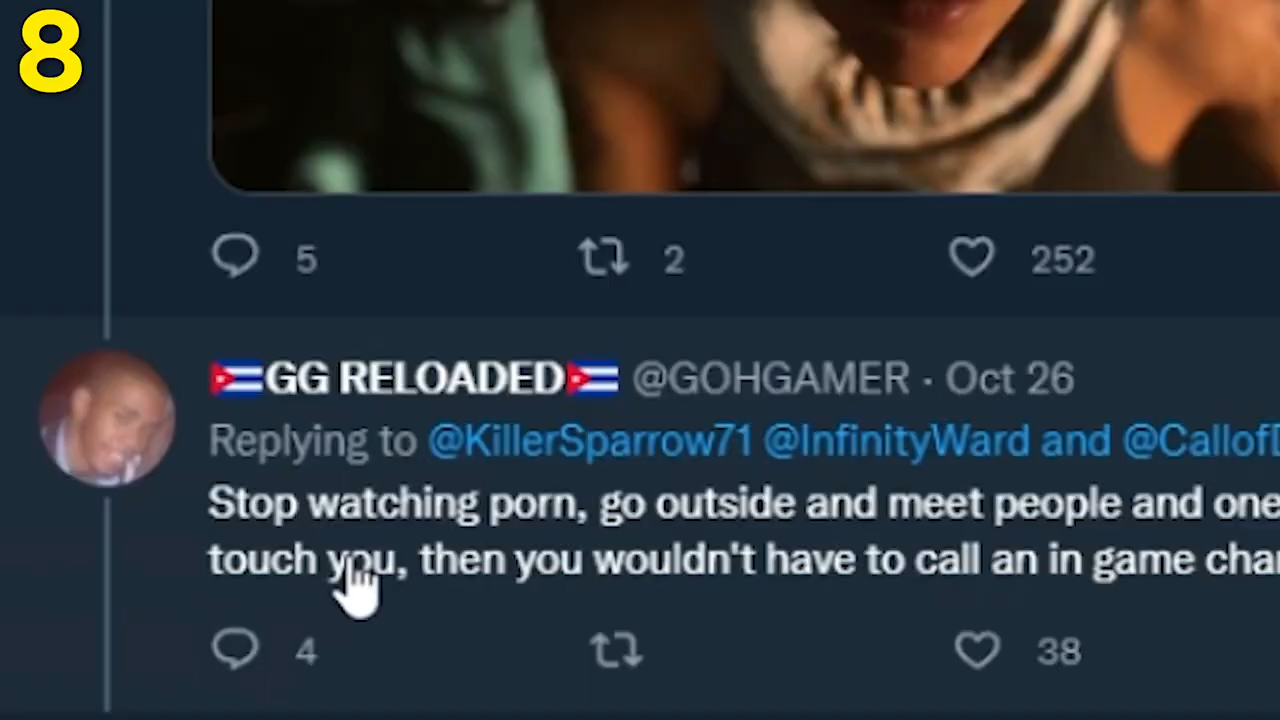 8
5 2 252
🇨🇺GG RELOADED🇨🇺 @GOHGAMER · Oct 26
Replying to @KillerSparrow71 @InfinityWard and @Callof
Stop watching porn, go outside and meet people and one
touch you, then you wouldn't have to call an in game
4 38